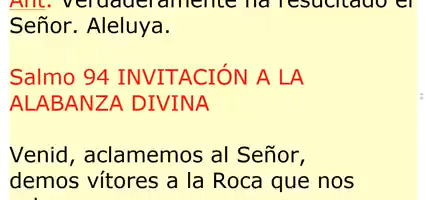 Ant. Verdaderamente ha resucitado el
Señor. Aleluya.
Salmo 94 INVITACIÓN A LA
ALABANZA DIVINA
Venid, aclamemos al Señor,
demos vítores a la Roca que nos